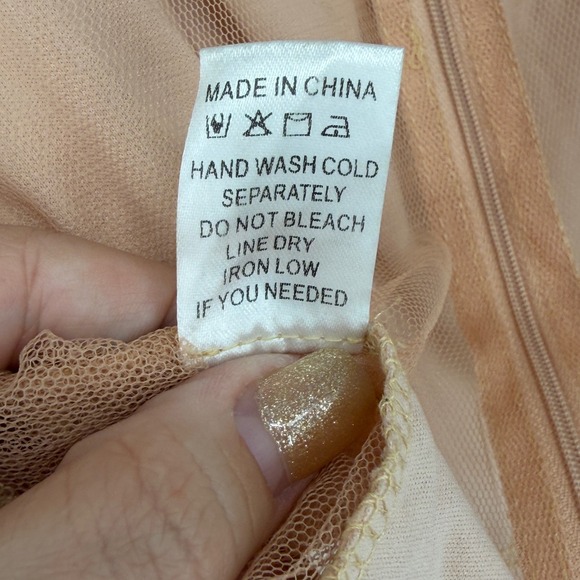 MADE IN CHINA
HAND WASH COLD
SEPARATELY
DO NOT BLEACH
LINE DRY
IRON LOW
IF YOU NEEDED